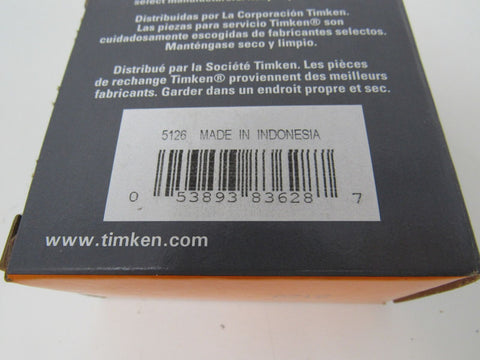 Distribuidas por La Corporación Timken.
Las piezas para servicio Timken® son
cuidadosamente escogidas de fabricantes selectos.
Manténgase seco y limpio.
Distribué par la Société Timken. Les pièces
de rechange Timken® proviennent des meilleurs
fabricants. Garder dans un endroit propre et sec.
5126 MADE IN INDONESIA
0 53893 83628 7
www.timken.com